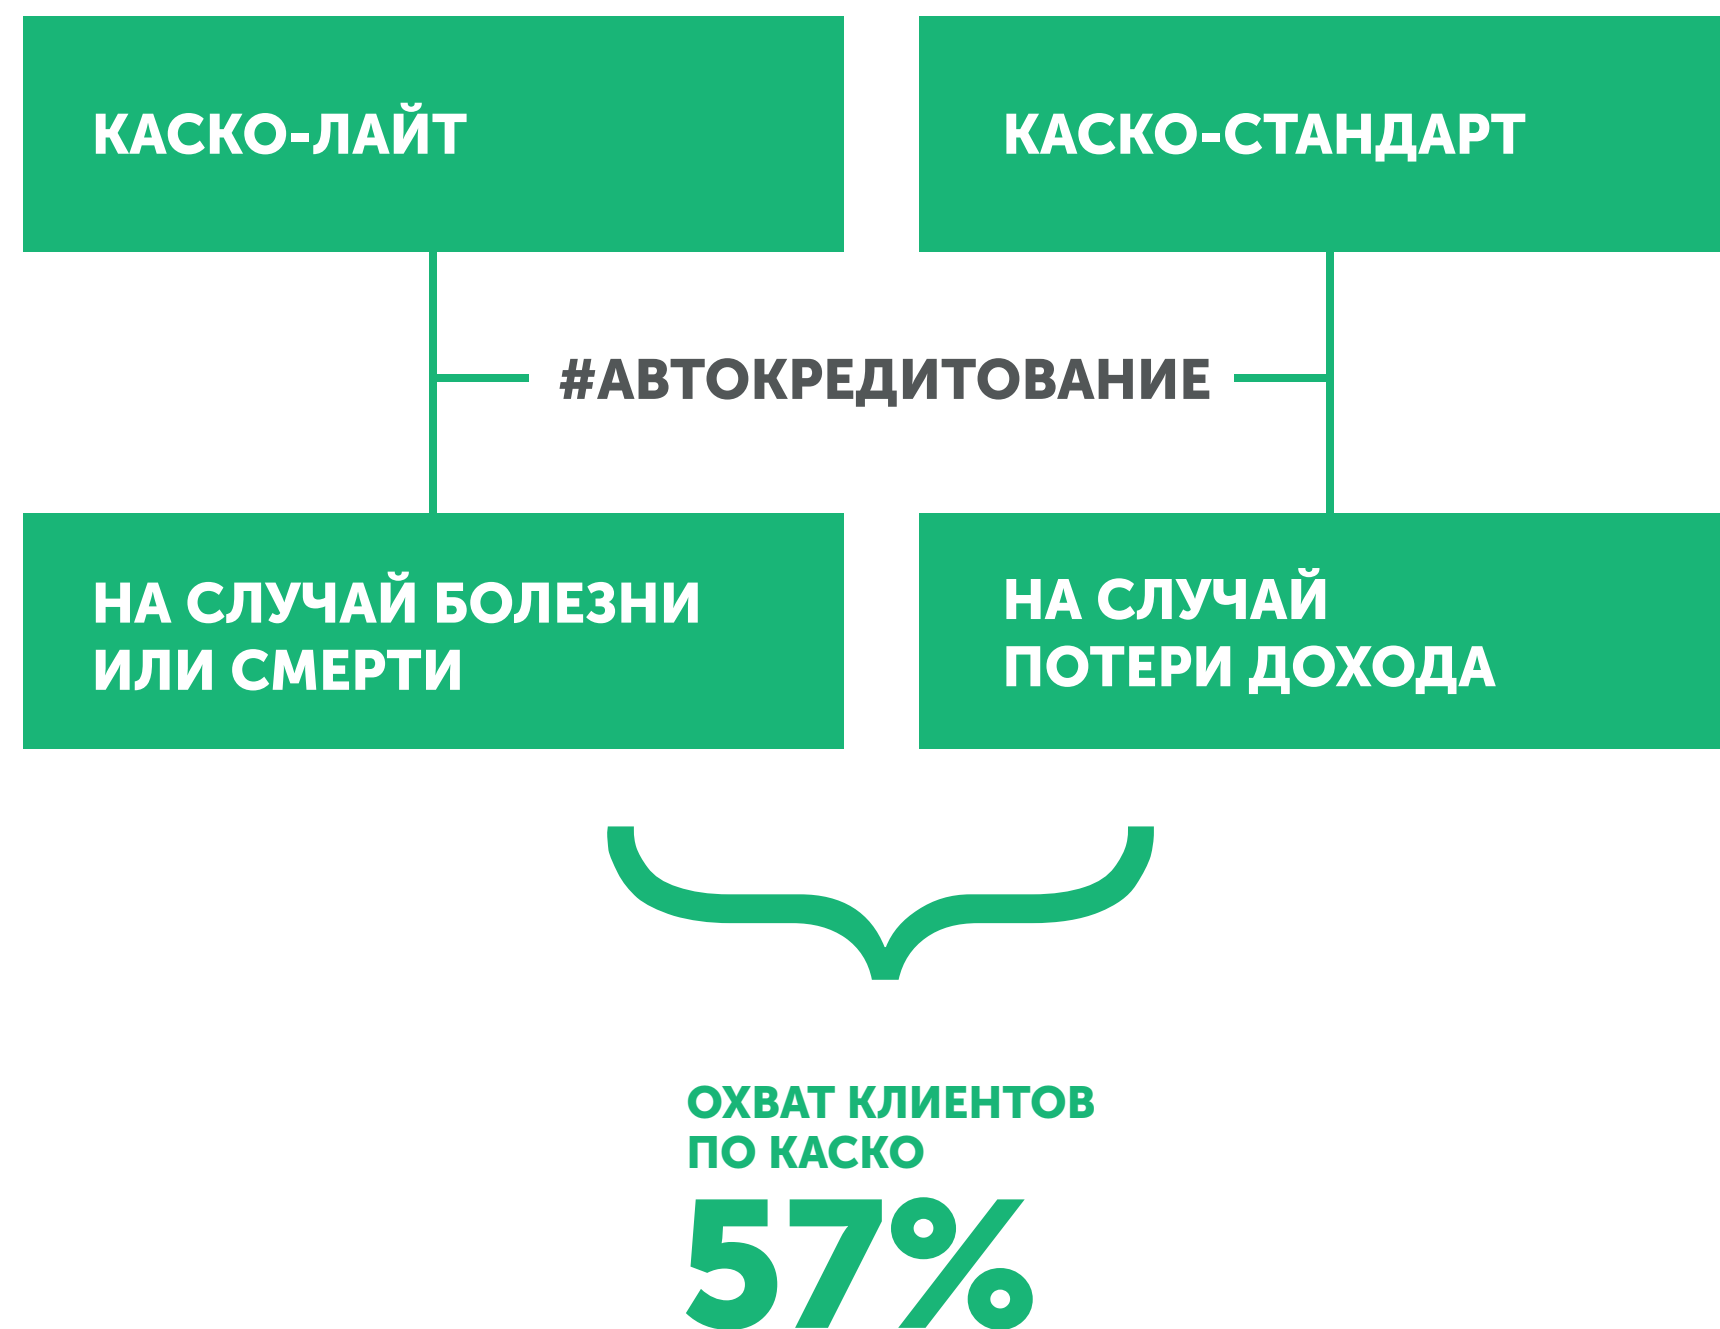 КАСКО-ЛАЙТ
КАСКО-СТАНДАРТ
#АВТОКРЕДИТОВАНИЕ
НА СЛУЧАЙ БОЛЕЗНИ
ИЛИ СМЕРТИ
НА СЛУЧАЙ
ПОТЕРИ ДОХОДА
ОХВАТ КЛИЕНТОВ
ПО КАСКО
57%